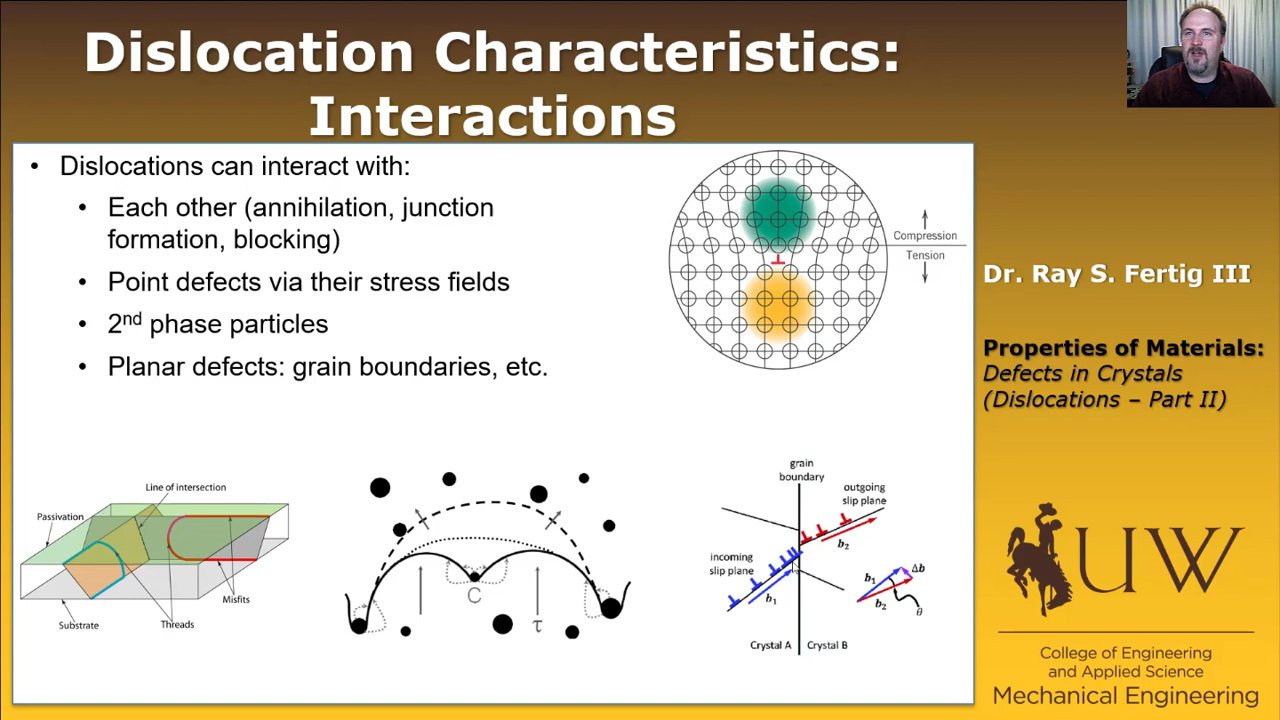 Dislocation Characteristics:
Interactions
• Dislocations can interact with:
• Each other (annihilation, junction
formation, blocking)
• Point defects via their stress fields
• 2nd phase particles
• Planar defects: grain boundaries, etc.
Compression
Tension
Line of intersection
Passivation
Misfits
Substrate
Threads
C
τ
grain
boundary
outgoing
slip plane
b₂
incoming
slip plane
b₁
b₁
Δb
b₂
θ
Crystal A
Crystal B
Dr. Ray S. Fertig III
Properties of Materials:
Defects in Crystals
(Dislocations – Part II)
UW
College of Engineering
and Applied Science
Mechanical Engineering